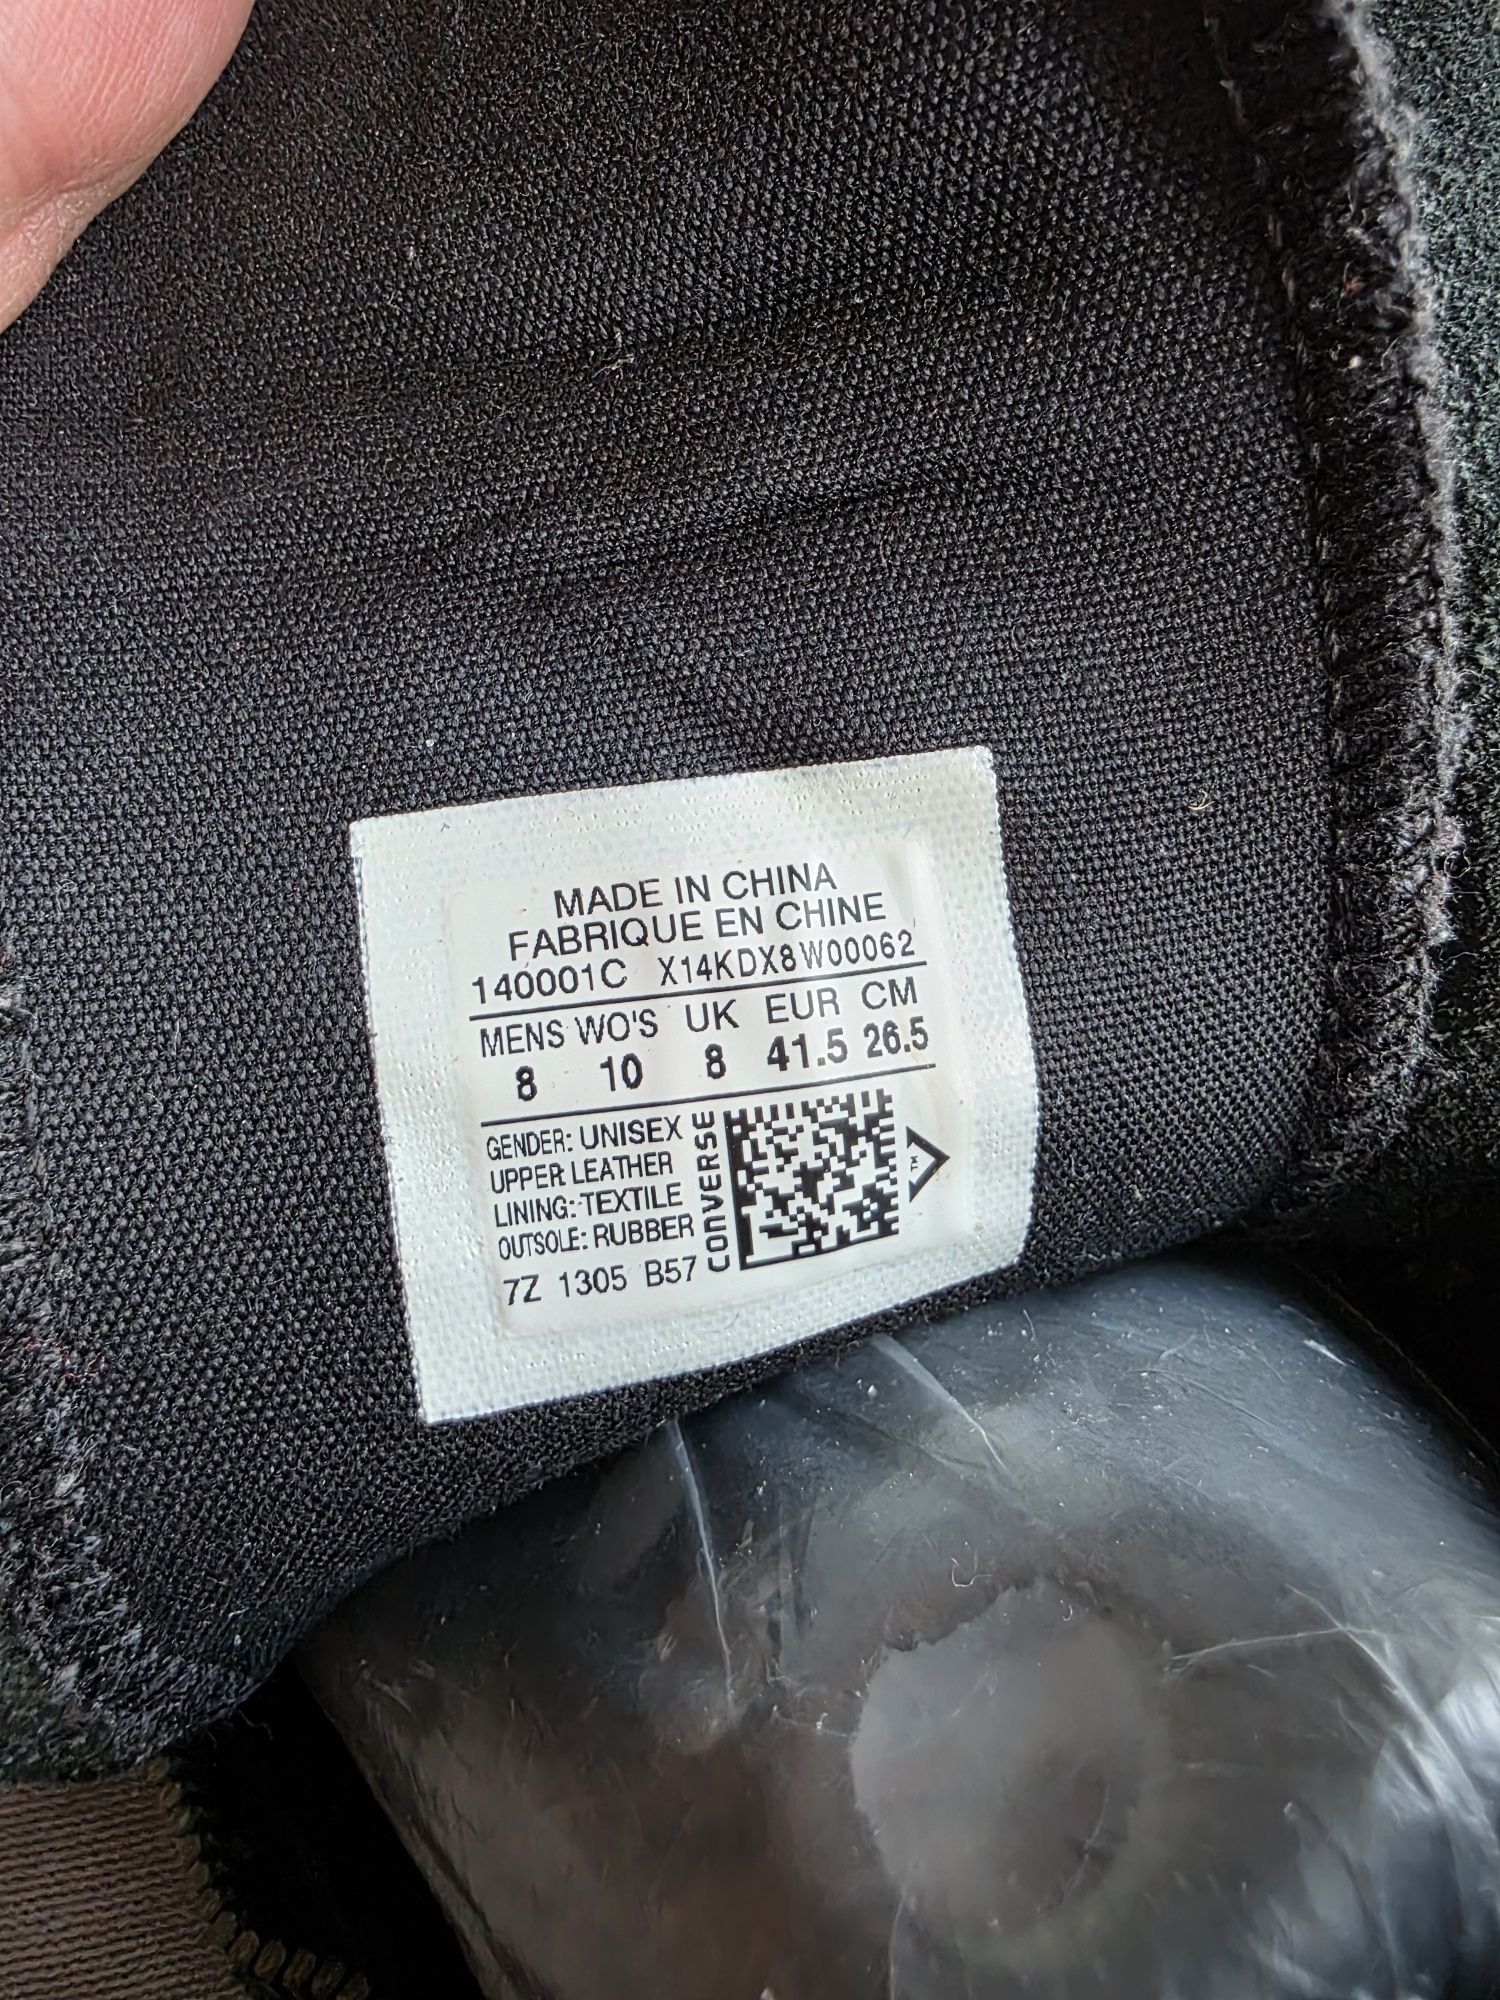 MADE IN CHINA
FABRIQUE EN CHINE
140001C X14KDX8W00062
MENS WO'S UK EUR CM
8 10 8 41.5 26.5
GENDER: UNISEX
UPPER: LEATHER
LINING: TEXTILE
OUTSOLE: RUBBER
7Z 1305 B57
CONVERSE
TM